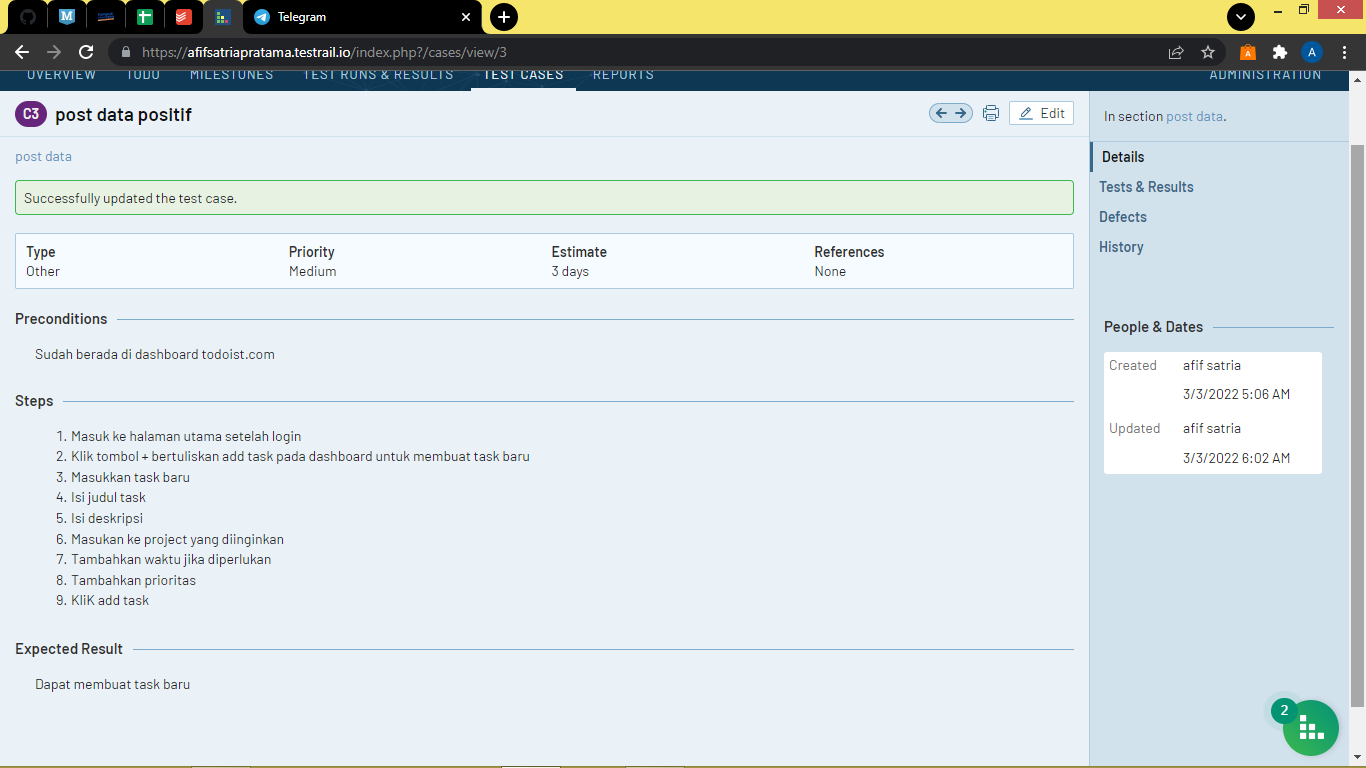 Telegram
https://afifsatriapratama.testrail.io/index.php?/cases/view/3
A
OVERVIEW TODO MILESTONES TEST RUNS & RESULTS TEST CASES REPORTS ADMINISTRATION
C3 post data positif
Edit
post data
Successfully updated the test case.
Type Priority Estimate References
Other Medium 3 days None
Preconditions
Sudah berada di dashboard todoist.com
Steps
1. Masuk ke halaman utama setelah login
2. Klik tombol + bertuliskan add task pada dashboard untuk membuat task baru
3. Masukkan task baru
4. Isi judul task
5. Isi deskripsi
6. Masukan ke project yang diinginkan
7. Tambahkan waktu jika diperlukan
8. Tambahkan prioritas
9. KliK add task
Expected Result
Dapat membuat task baru
In section post data.
Details
Tests & Results
Defects
History
People & Dates
Created afif satria
3/3/2022 5:06 AM
Updated afif satria
3/3/2022 6:02 AM
2